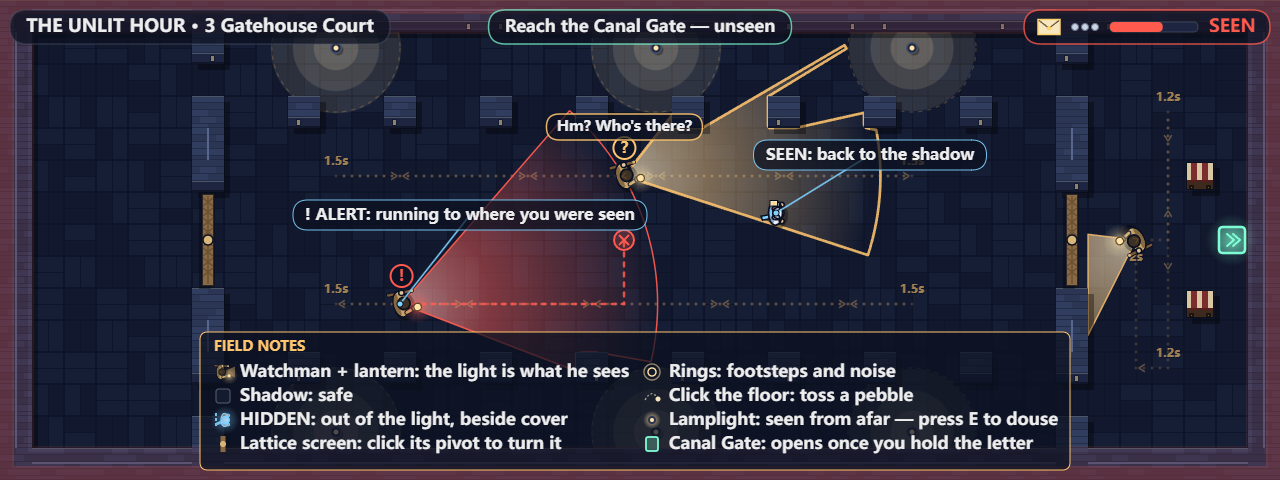 THE UNLIT HOUR • 3 Gatehouse Court
Reach the Canal Gate — unseen
SEEN
1.2s
Hm? Who's there?
SEEN: back to the shadow
1.5s
1.5s
! ALERT: running to where you were seen
?
!
2s
1.5s
1.5s
1.2s
FIELD NOTES
Watchman + lantern: the light is what he sees
Shadow: safe
HIDDEN: out of the light, beside cover
Lattice screen: click its pivot to turn it
Rings: footsteps and noise
Click the floor: toss a pebble
Lamplight: seen from afar — press E to douse
Canal Gate: opens once you hold the letter